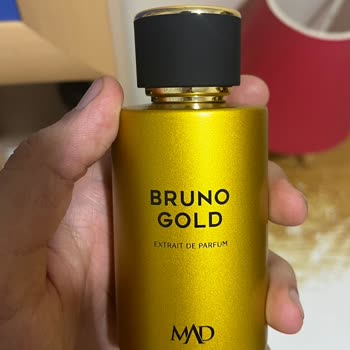 BRUNO
GOLD
EXTRAIT DE PARFUM
MAD